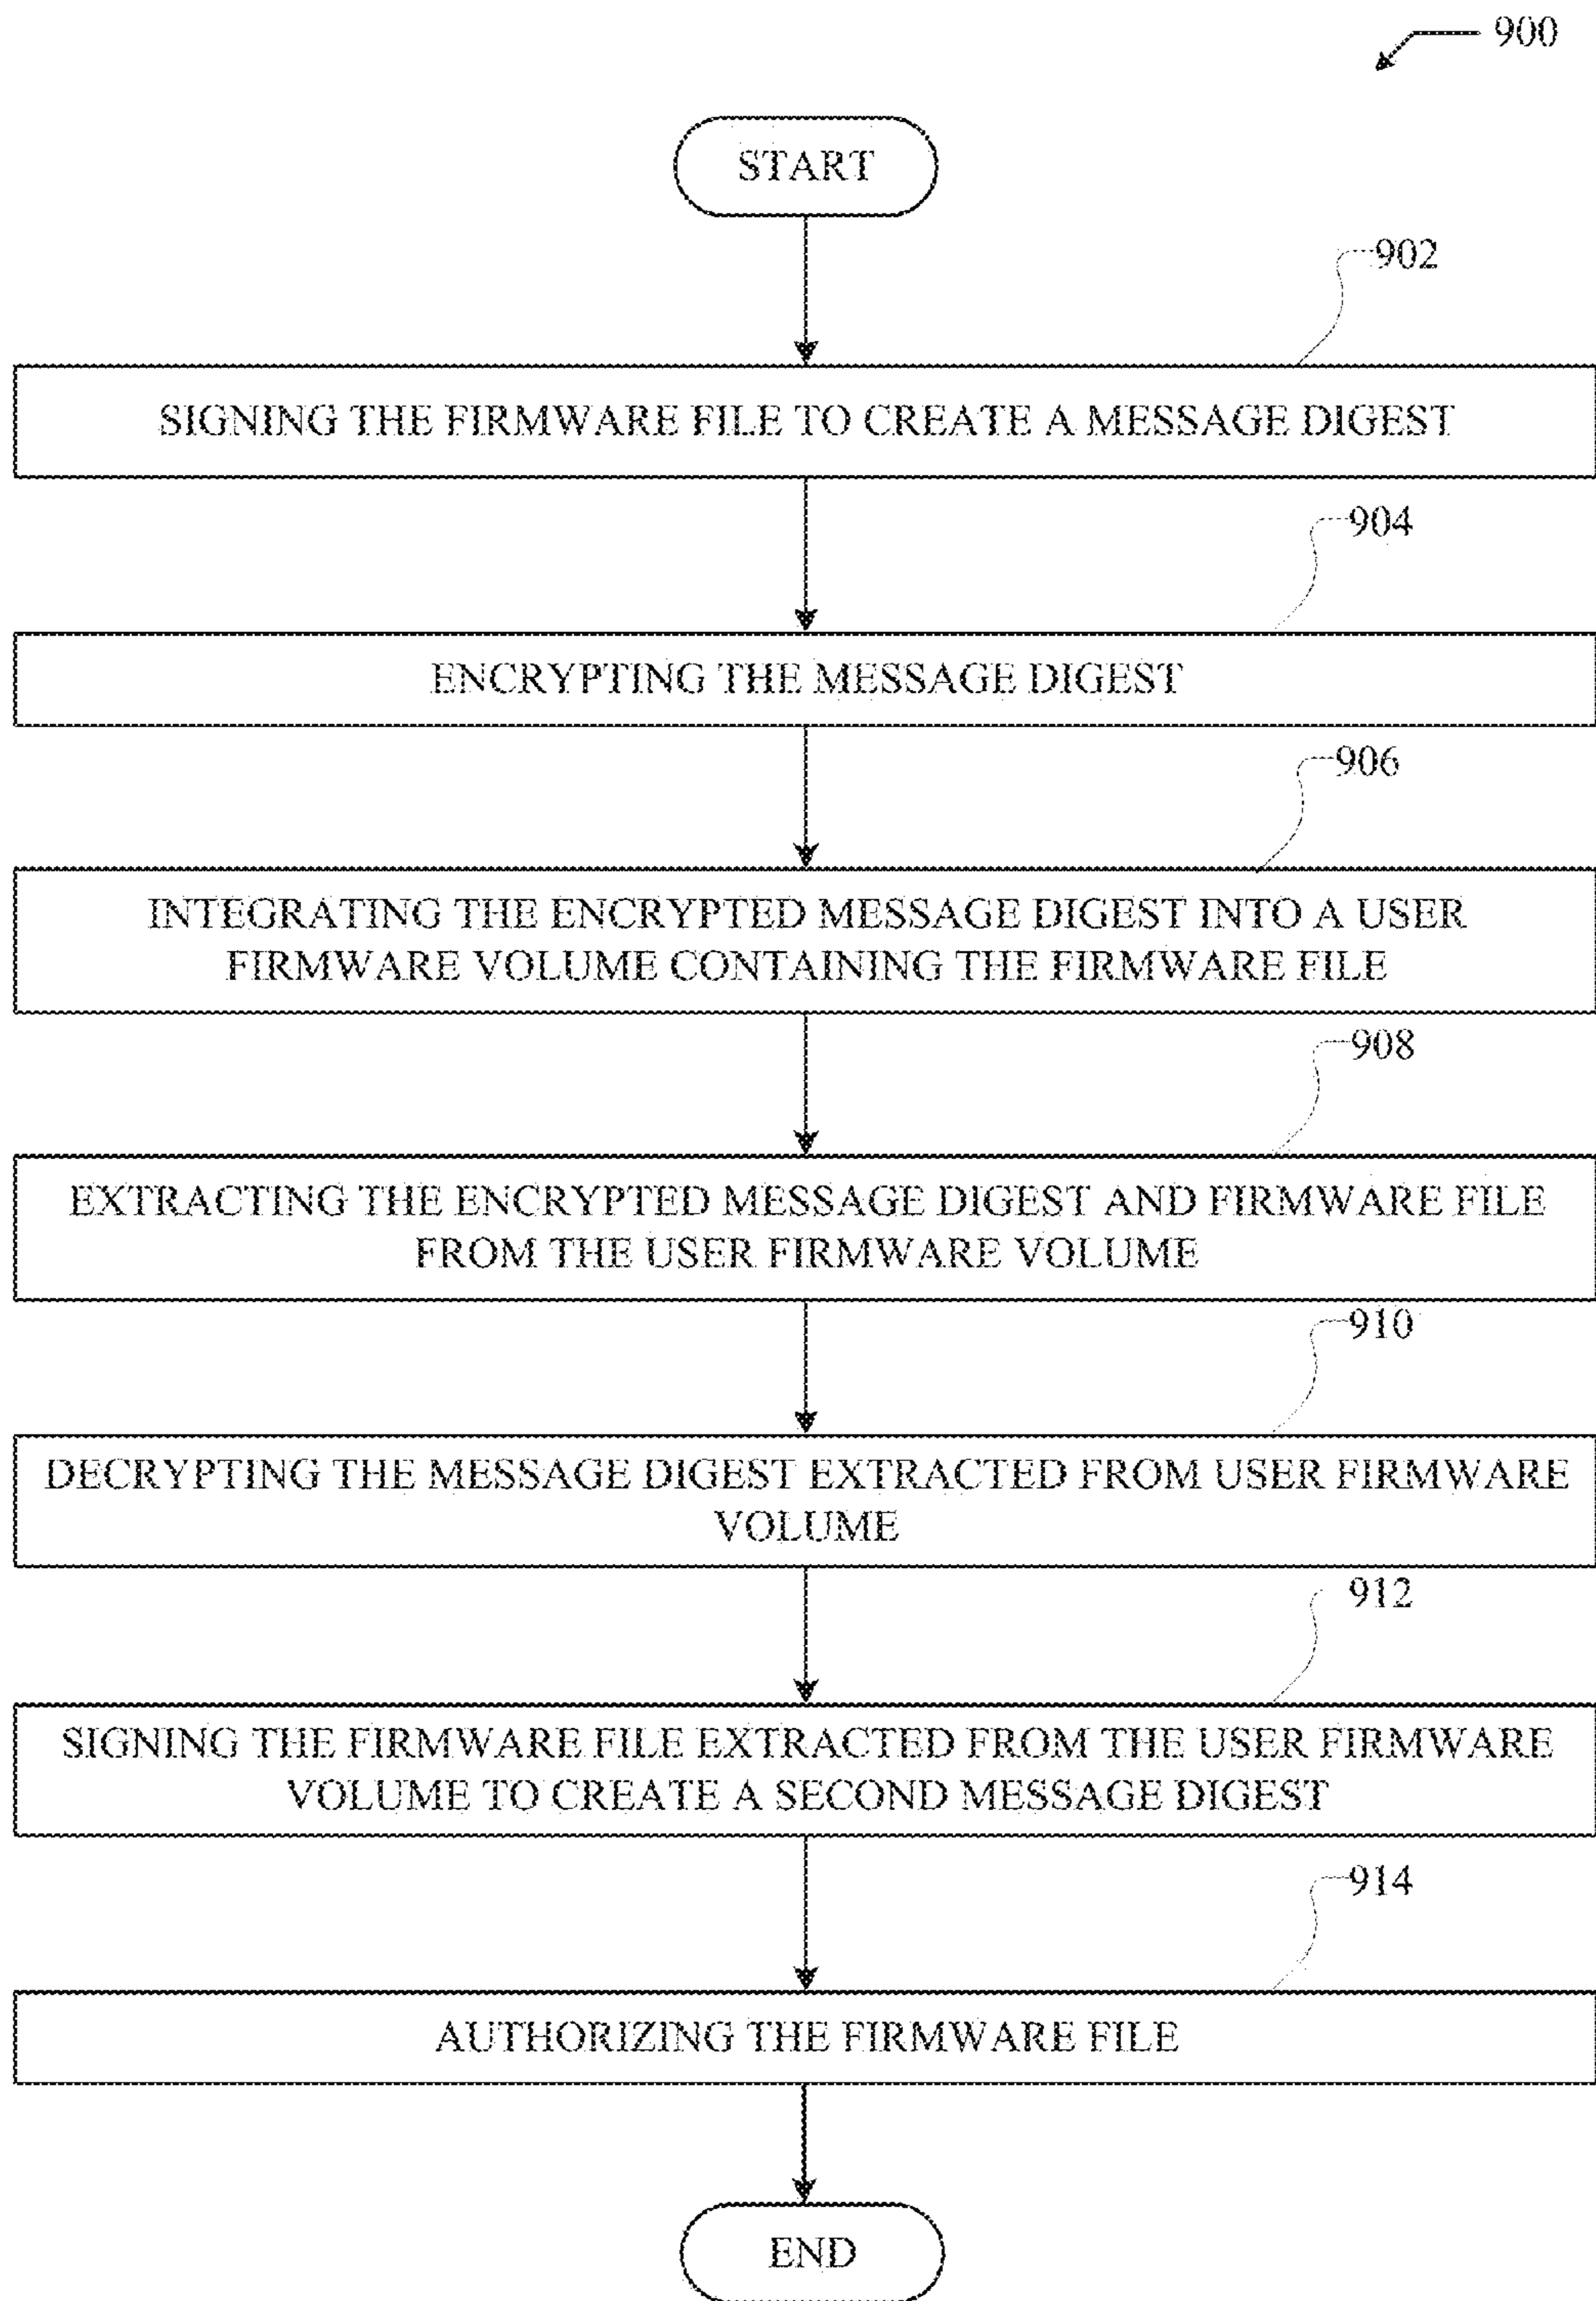 900
START
902
SIGNING THE FIRMWARE FILE TO CREATE A MESSAGE DIGEST
904
ENCRYPTING THE MESSAGE DIGEST
906
INTEGRATING THE ENCRYPTED MESSAGE DIGEST INTO A USER
FIRMWARE VOLUME CONTAINING THE FIRMWARE FILE
908
EXTRACTING THE ENCRYPTED MESSAGE DIGEST AND FIRMWARE FILE
FROM THE USER FIRMWARE VOLUME
910
DECRYPTING THE MESSAGE DIGEST EXTRACTED FROM USER FIRMWARE
VOLUME
912
SIGNING THE FIRMWARE FILE EXTRACTED FROM THE USER FIRMWARE
VOLUME TO CREATE A SECOND MESSAGE DIGEST
914
AUTHORIZING THE FIRMWARE FILE
END